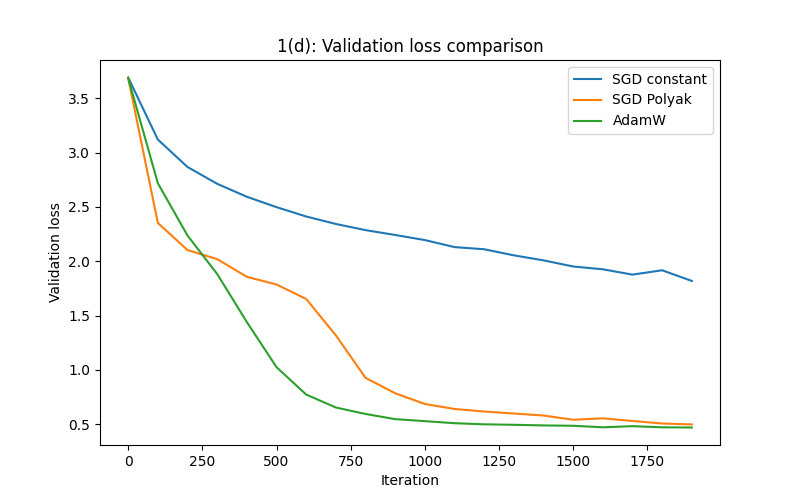 1(d): Validation loss comparison
SGD constant
SGD Polyak
AdamW
Validation loss
3.5
3.0
2.5
2.0
1.5
1.0
0.5
0 250 500 750 1000 1250 1500 1750
Iteration